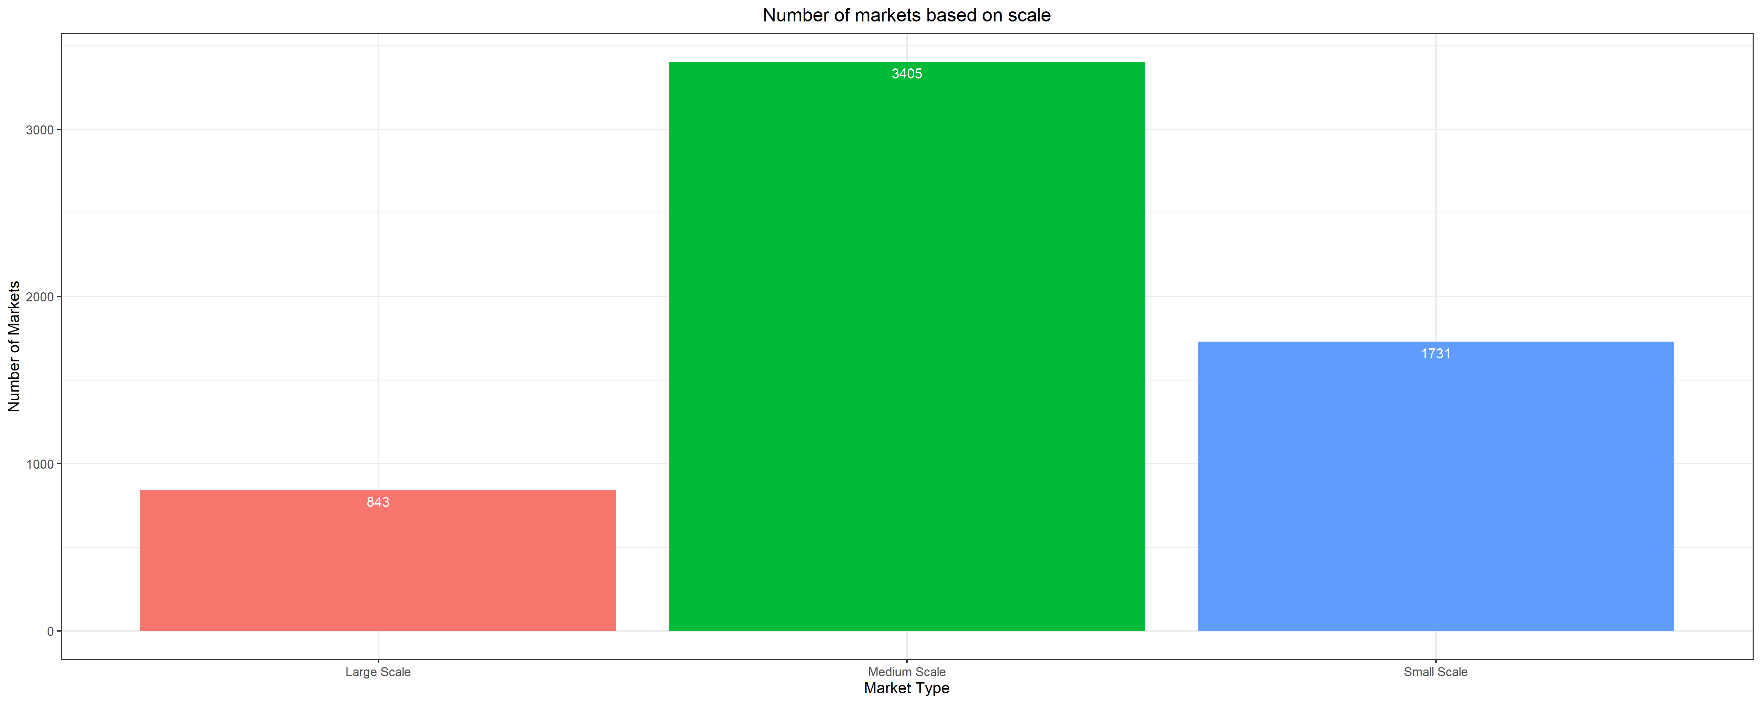 Number of markets based on scale
3405
3000
Number of Markets
2000
1731
1000
843
0
Large Scale
Medium Scale
Small Scale
Market Type